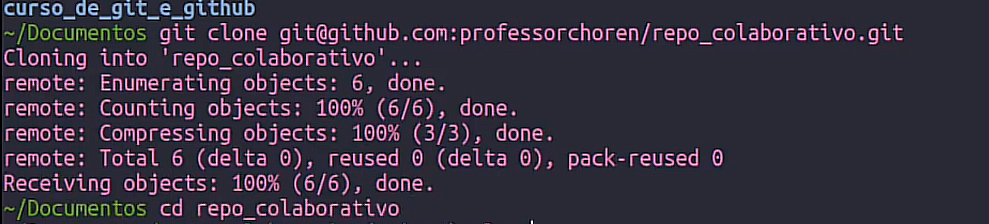 curso_de_git_e_github
~/Documentos git clone git@github.com:professorchoren/repo_colaborativo.git
Cloning into 'repo_colaborativo'...
remote: Enumerating objects: 6, done.
remote: Counting objects: 100% (6/6), done.
remote: Compressing objects: 100% (3/3), done.
remote: Total 6 (delta 0), reused 0 (delta 0), pack-reused 0
Receiving objects: 100% (6/6), done.
~/Documentos cd repo_colaborativo